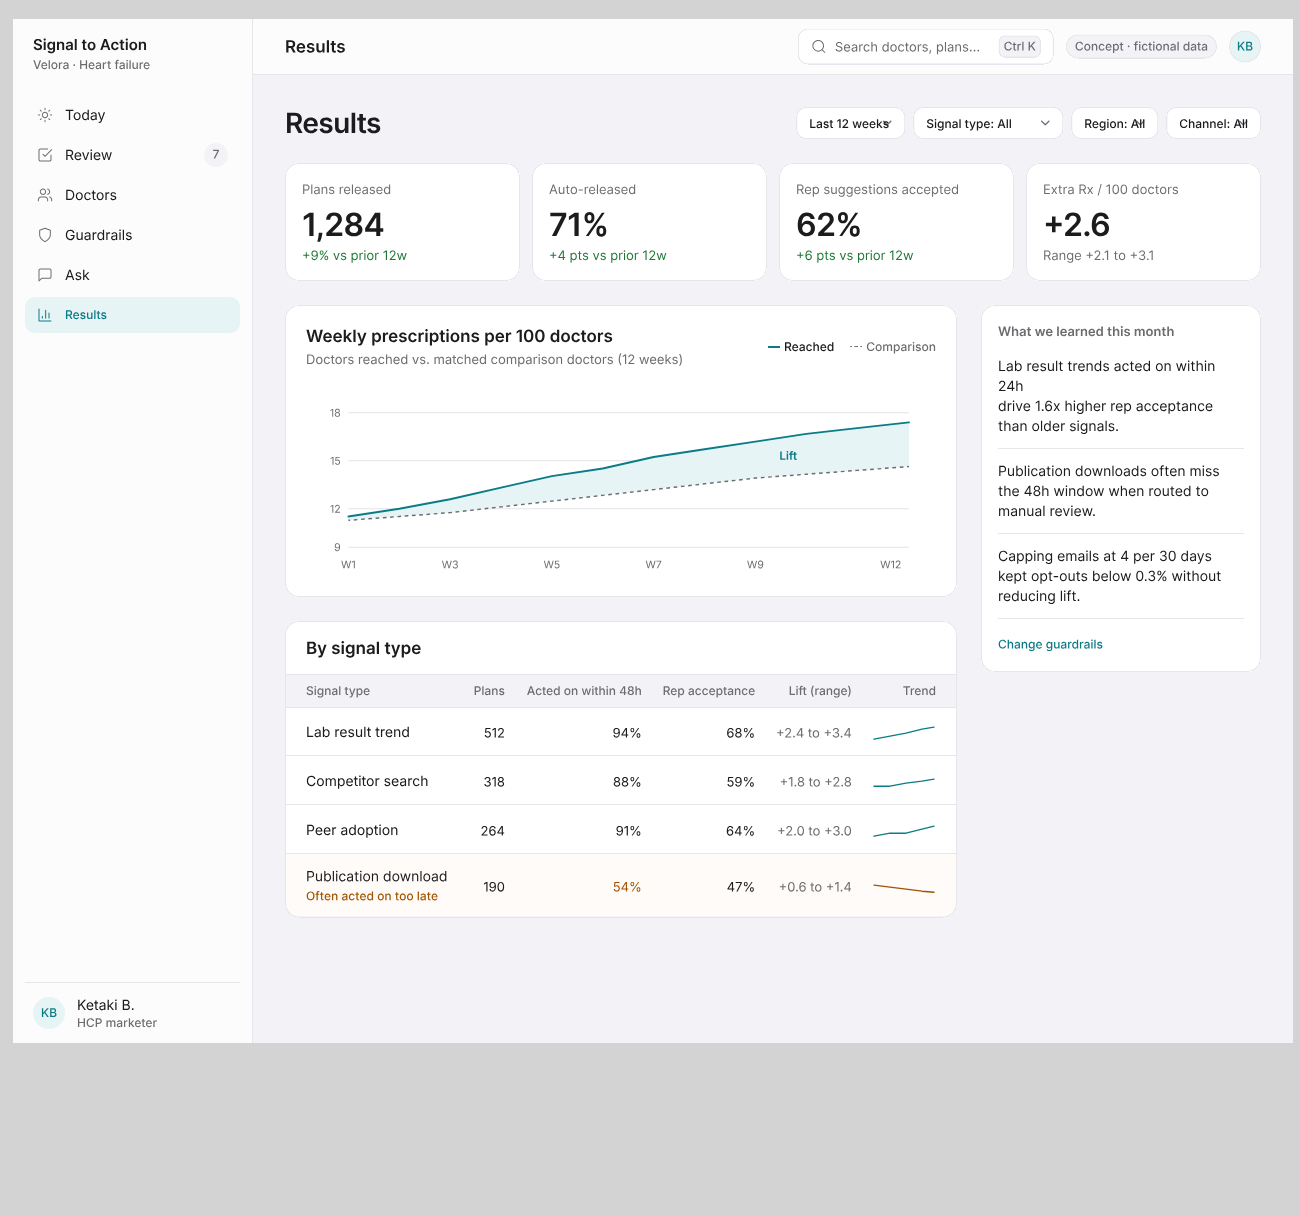 Signal to Action
Velora · Heart failure
Today
Review
7
Doctors
Guardrails
Ask
Results
KB
Ketaki B.
HCP marketer
Results
Search doctors, plans...
Ctrl K
Concept · fictional data
KB
Results
Last 12 weeks
Signal type: All
Region: All
Channel: All
Plans released
1,284
+9% vs prior 12w
Auto-released
71%
+4 pts vs prior 12w
Rep suggestions accepted
62%
+6 pts vs prior 12w
Extra Rx / 100 doctors
+2.6
Range +2.1 to +3.1
Weekly prescriptions per 100 doctors
Doctors reached vs. matched comparison doctors (12 weeks)
Reached
Comparison
18
15
12
9
Lift
W1
W3
W5
W7
W9
W12
What we learned this month
Lab result trends acted on within
24h
drive 1.6x higher rep acceptance
than older signals.
Publication downloads often miss
the 48h window when routed to
manual review.
Capping emails at 4 per 30 days
kept opt-outs below 0.3% without
reducing lift.
Change guardrails
By signal type
Signal type Plans Acted on within 48h Rep acceptance Lift (range) Trend
Lab result trend 512 94% 68% +2.4 to +3.4
Competitor search 318 88% 59% +1.8 to +2.8
Peer adoption 264 91% 64% +2.0 to +3.0
Publication download 190 54% 47% +0.6 to +1.4
Often acted on too late